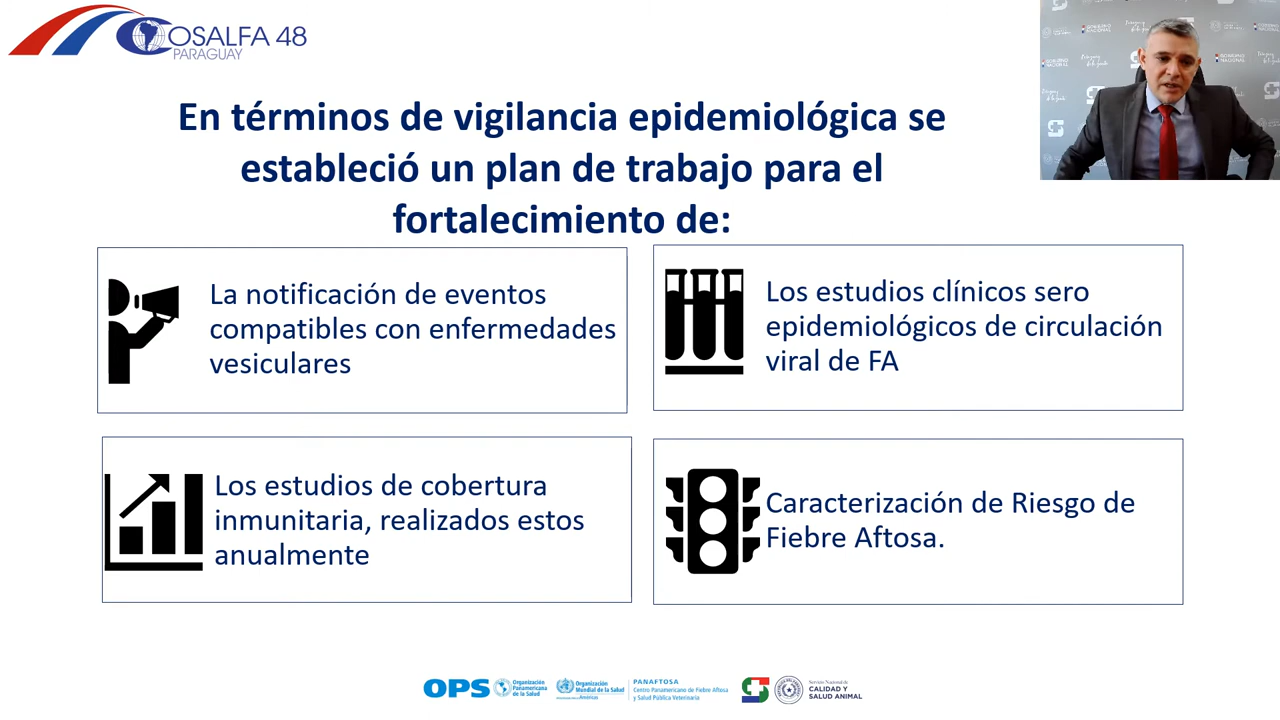 COSALFA 48
PARAGUAY
En términos de vigilancia epidemiológica se
estableció un plan de trabajo para el
fortalecimiento de:
La notificación de eventos
compatibles con enfermedades
vesiculares
Los estudios clínicos sero
epidemiológicos de circulación
viral de FA
Los estudios de cobertura
inmunitaria, realizados estos
anualmente
Caracterización de Riesgo de
Fiebre Aftosa.
OPS
Organización
Panamericana
de la Salud
Organización
Mundial de la Salud
Américas
PANAFTOSA
Centro Panamericano de Fiebre Aftosa
y Salud Pública Veterinaria
Servicio Nacional de
CALIDAD Y
SALUD ANIMAL